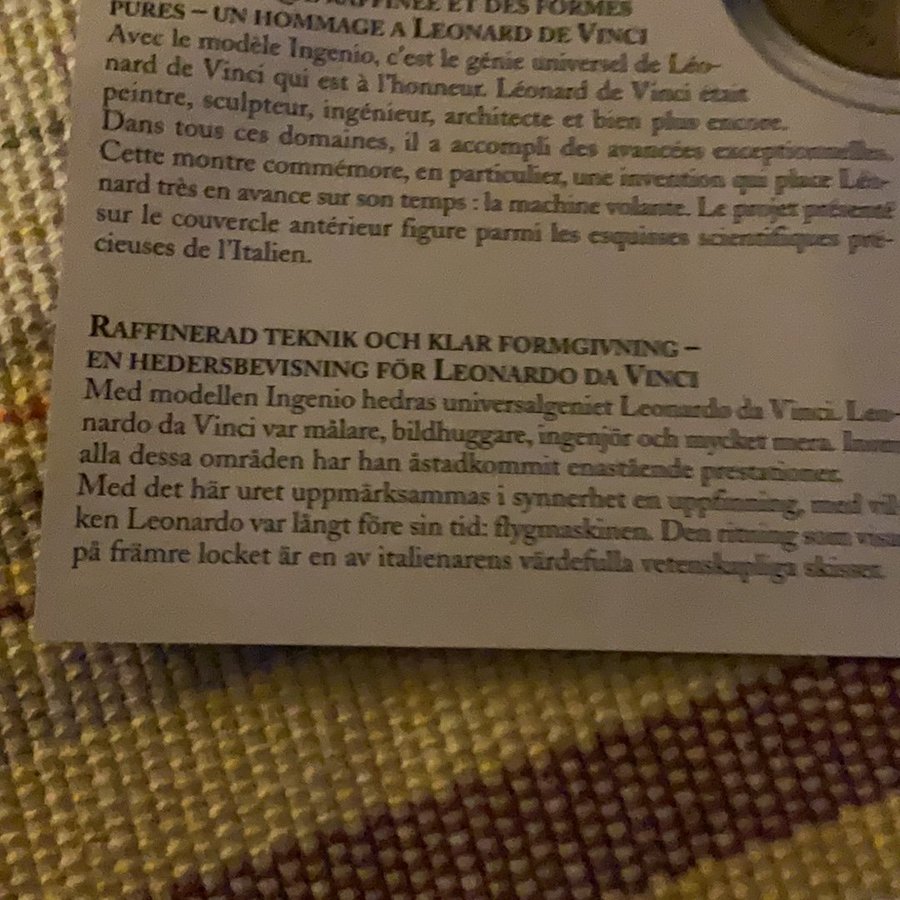 RAFFINÉE ET DES FORMES
PURES – UN HOMMAGE A LEONARD DE VINCI
Avec le modèle Ingenio, c'est le génie universel de Léo-
nard de Vinci qui est à l'honneur. Léonard de Vinci était
peintre, sculpteur, ingénieur, architecte et bien plus encore.
Dans tous ces domaines, il a accompli des avancées exceptionnelles.
Cette montre commémore, en particulier, une invention qui place Léo-
nard très en avance sur son temps : la machine volante. Le projet présenté
sur le couvercle antérieur figure parmi les esquisses scientifiques pré-
cieuses de l'Italien.
RAFFINERAD TEKNIK OCH KLAR FORMGIVNING –
EN HEDERSBEVISNING FÖR LEONARDO DA VINCI
Med modellen Ingenio hedras universalgeniet Leonardo da Vinci. Leo-
nardo da Vinci var målare, bildhuggare, ingenjör och mycket mera. Inom
alla dessa områden har han åstadkommit enastående prestationer.
Med det här uret uppmärksammas i synnerhet en uppfinning, med vil-
ken Leonardo var långt före sin tid: flygmaskinen. Den ritning som visas
på främre locket är en av italienarens värdefulla vetenskapliga skisser.